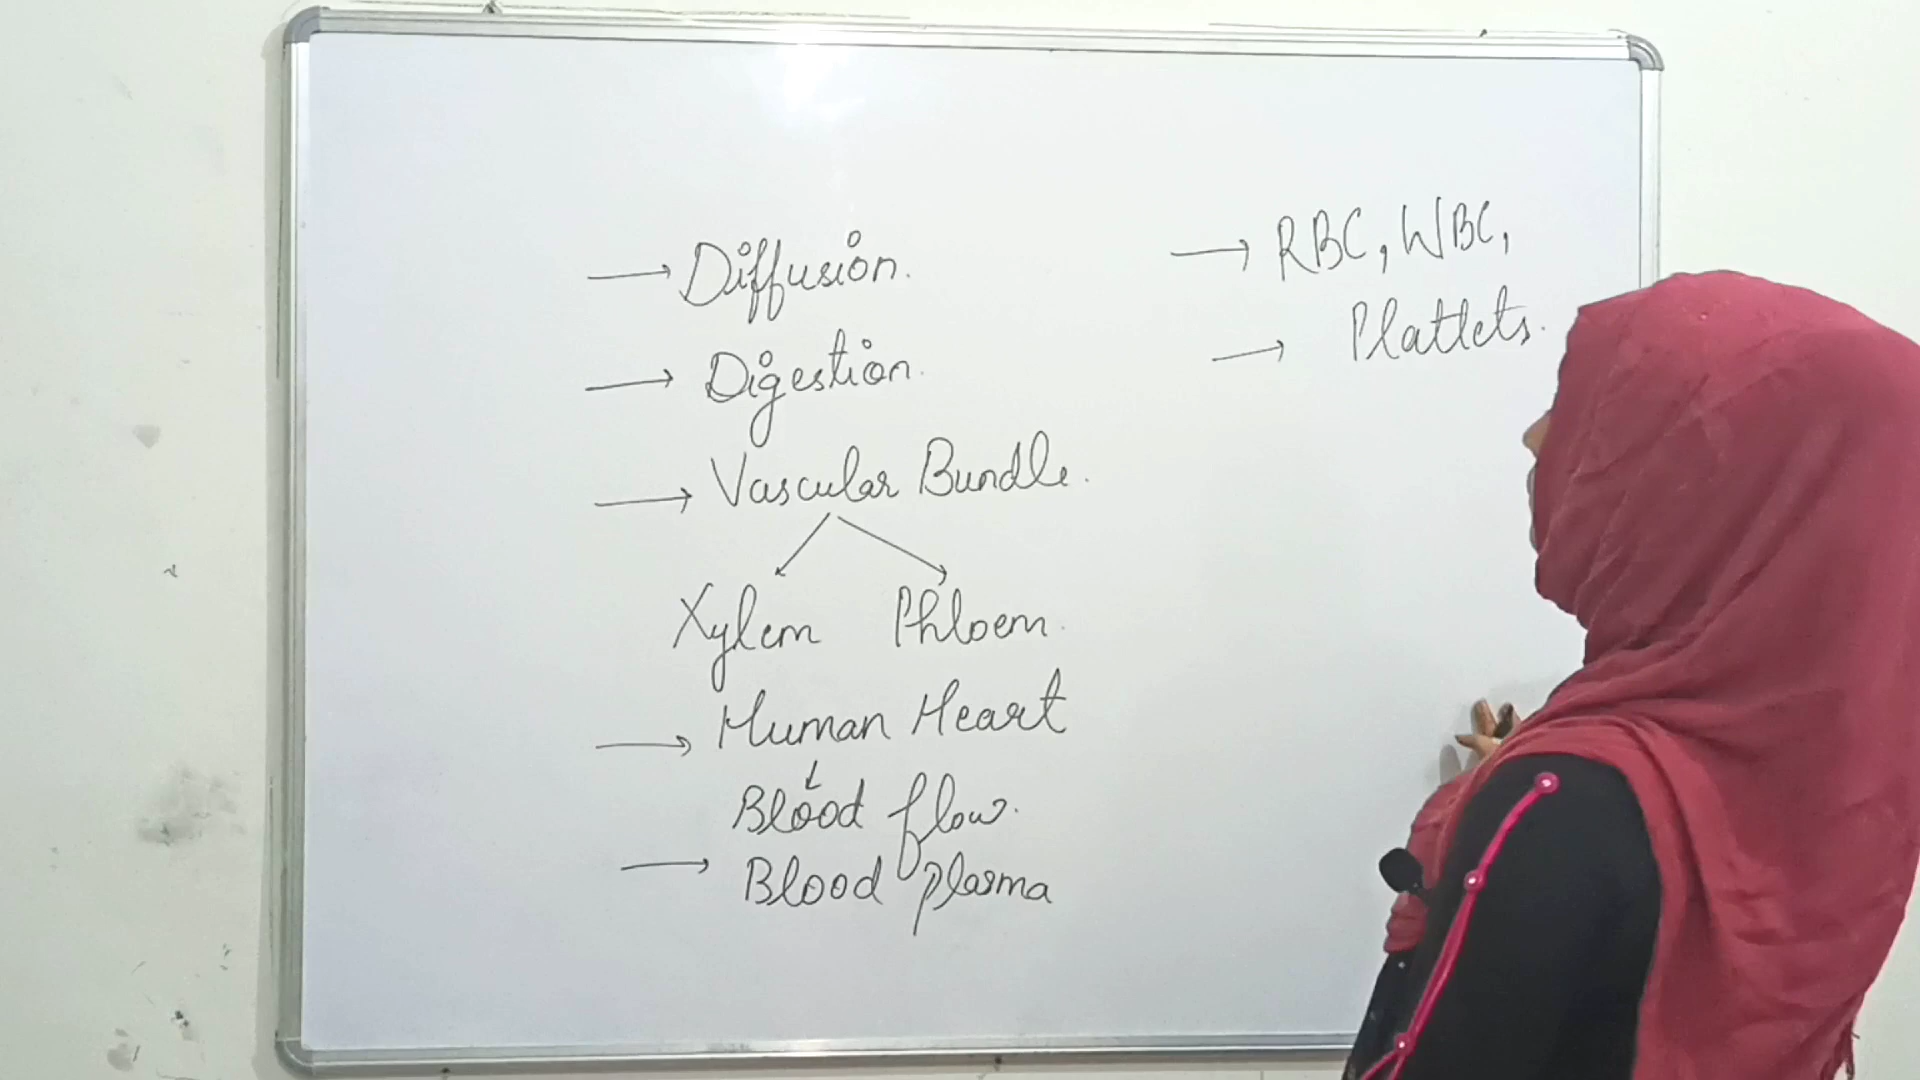 → Diffusion.
→ Digestion.
→ Vascular Bundle.
Xylem Phloem.
→ Human Heart
↓
Blood flow.
→ Blood plasma
→ RBC, WBC,
→ Platlets.